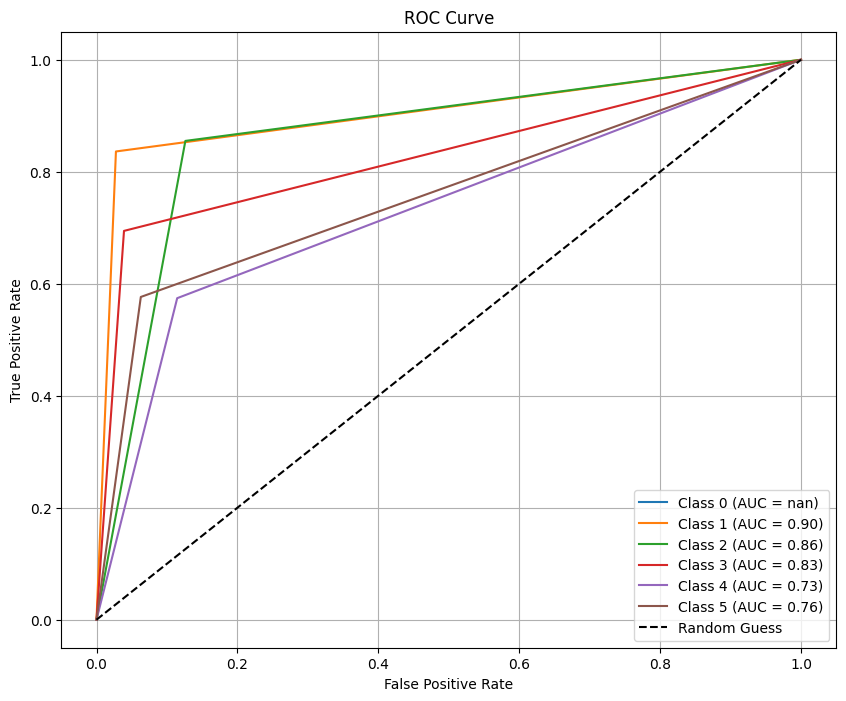 ROC Curve
True Positive Rate
1.0
0.8
0.6
0.4
0.2
0.0
0.0 0.2 0.4 0.6 0.8 1.0
False Positive Rate
Class 0 (AUC = nan)
Class 1 (AUC = 0.90)
Class 2 (AUC = 0.86)
Class 3 (AUC = 0.83)
Class 4 (AUC = 0.73)
Class 5 (AUC = 0.76)
Random Guess